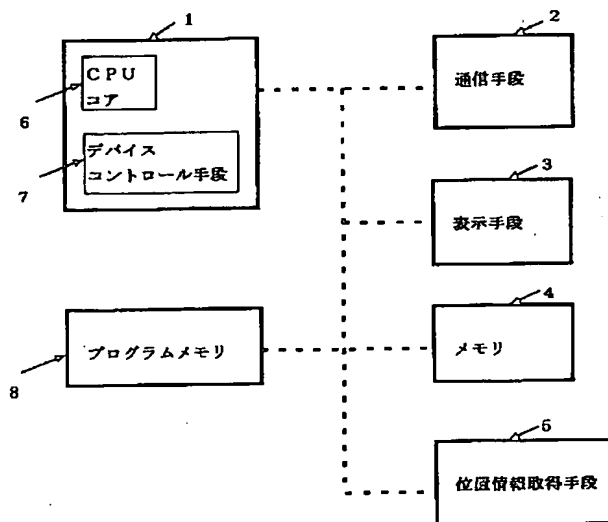 1
CPU
コア
6
デバイス
コントロール手段
7
2
通信手段
3
表示手段
4
メモリ
プログラムメモリ
8
5
位置情報取得手段